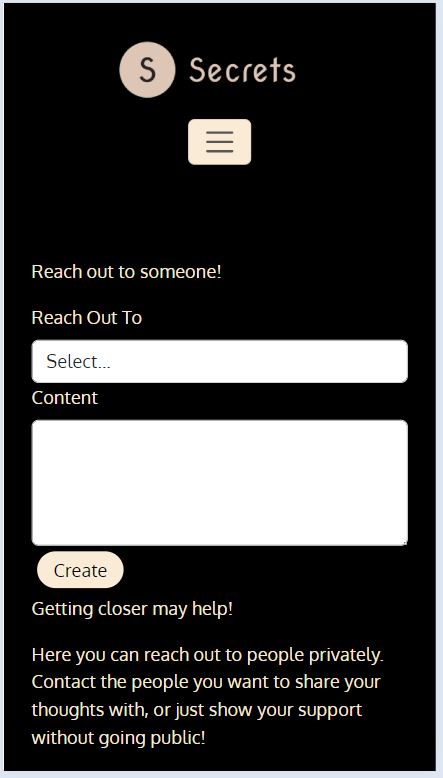 S Secrets
Reach out to someone!
Reach Out To
Select...
Content
Create
Getting closer may help!
Here you can reach out to people privately.
Contact the people you want to share your
thoughts with, or just show your support
without going public!